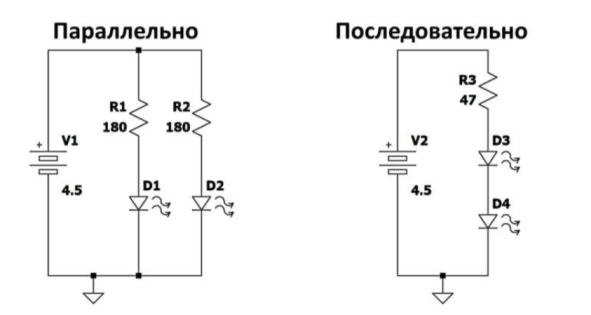 Параллельно
Последовательно
R1
180
R2
180
+
V1
4.5
D1
D2
R3
47
+
V2
4.5
D3
D4